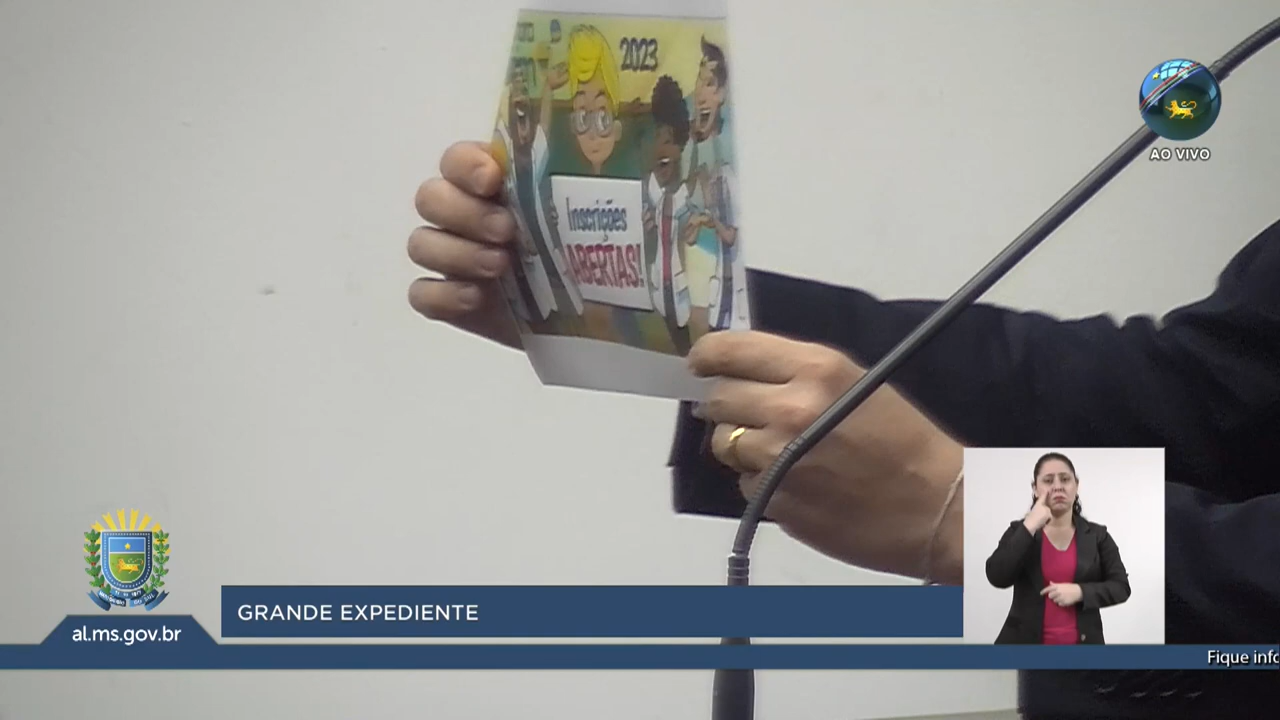 2023
Inscrições
ABERTAS!
AO VIVO
GRANDE EXPEDIENTE
al.ms.gov.br
Fique info